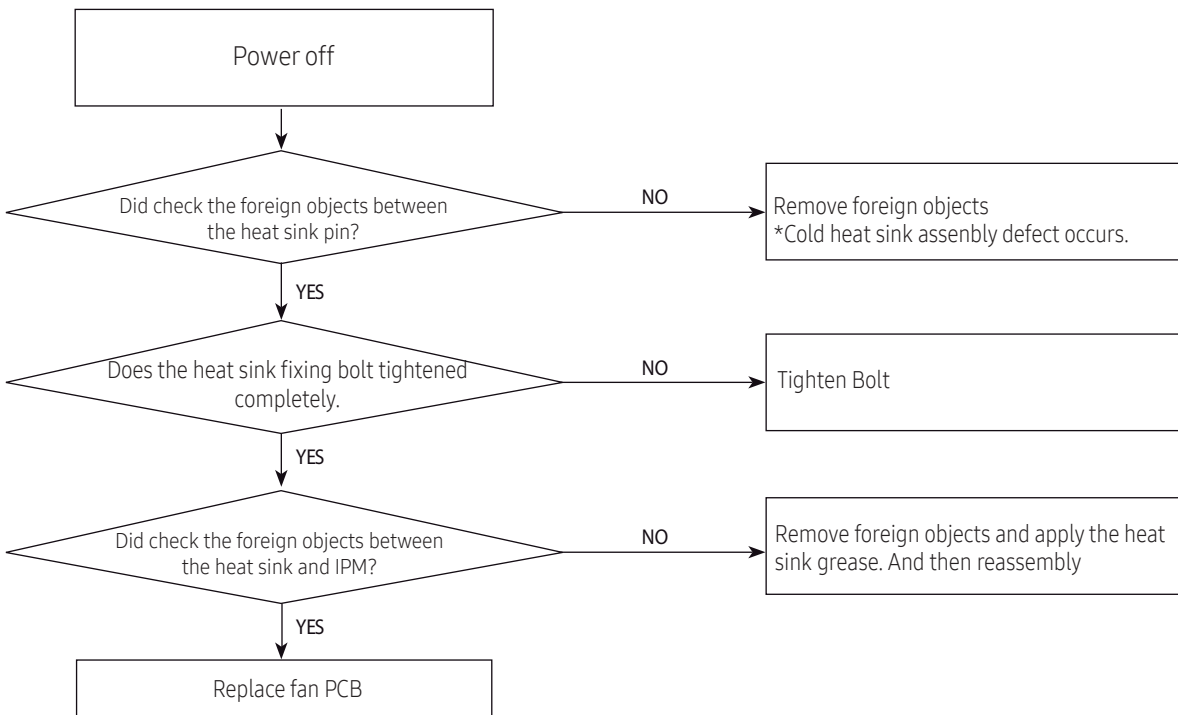 Power off
Did check the foreign objects between
the heat sink pin?
NO
Remove foreign objects
*Cold heat sink assenbly defect occurs.
YES
Does the heat sink fixing bolt tightened
completely.
NO
Tighten Bolt
YES
Did check the foreign objects between
the heat sink and IPM?
NO
Remove foreign objects and apply the heat
sink grease. And then reassembly
YES
Replace fan PCB